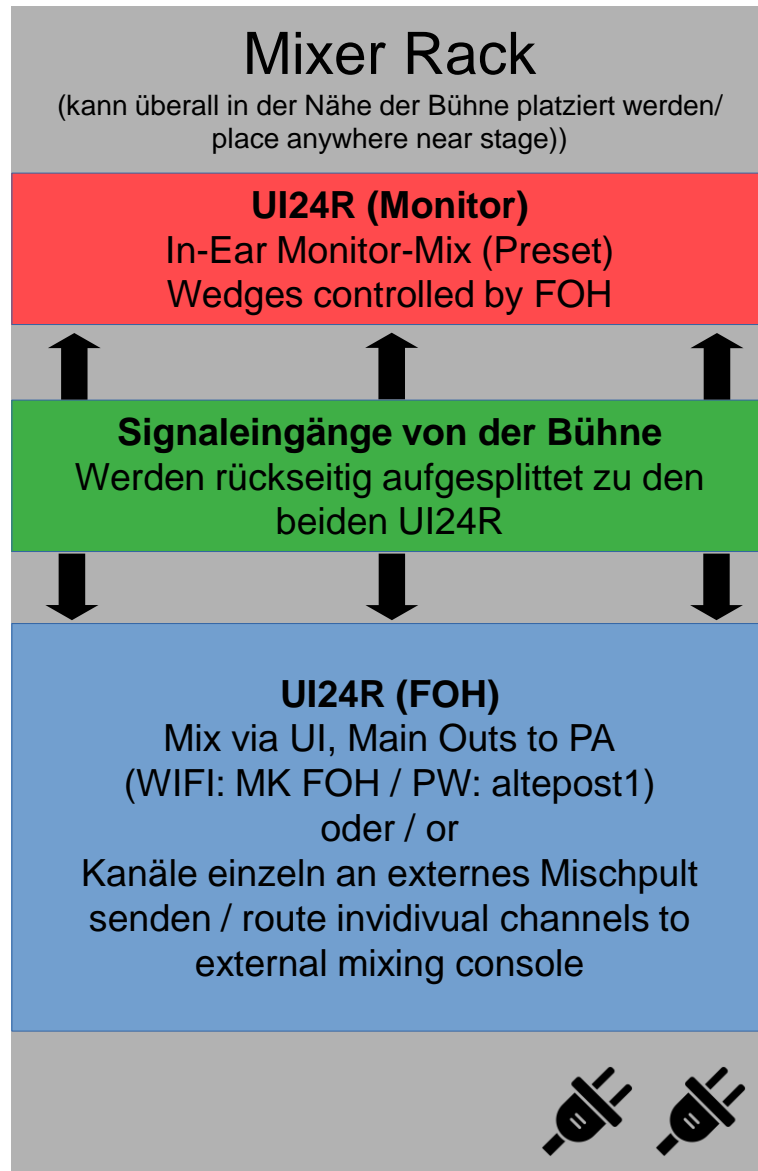 Mixer Rack
(kann überall in der Nähe der Bühne platziert werden/
place anywhere near stage))
UI24R (Monitor)
In-Ear Monitor-Mix (Preset)
Wedges controlled by FOH
Signaleingänge von der Bühne
Werden rückseitig aufgesplittet zu den
beiden UI24R
UI24R (FOH)
Mix via UI, Main Outs to PA
(WIFI: MK FOH / PW: altepost1)
oder / or
Kanäle einzeln an externes Mischpult
senden / route invidivual channels to
external mixing console